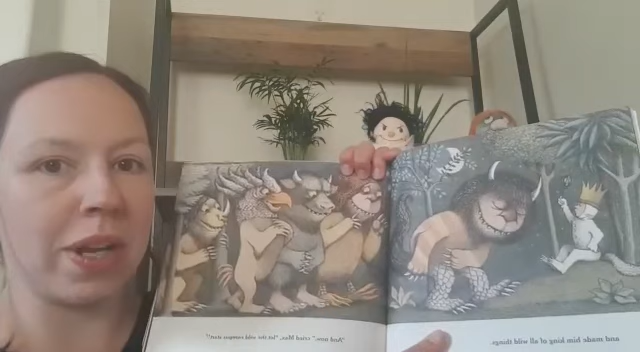 and made him king of all wild things.
"And now," cried Max, "let the wild rumpus start!"